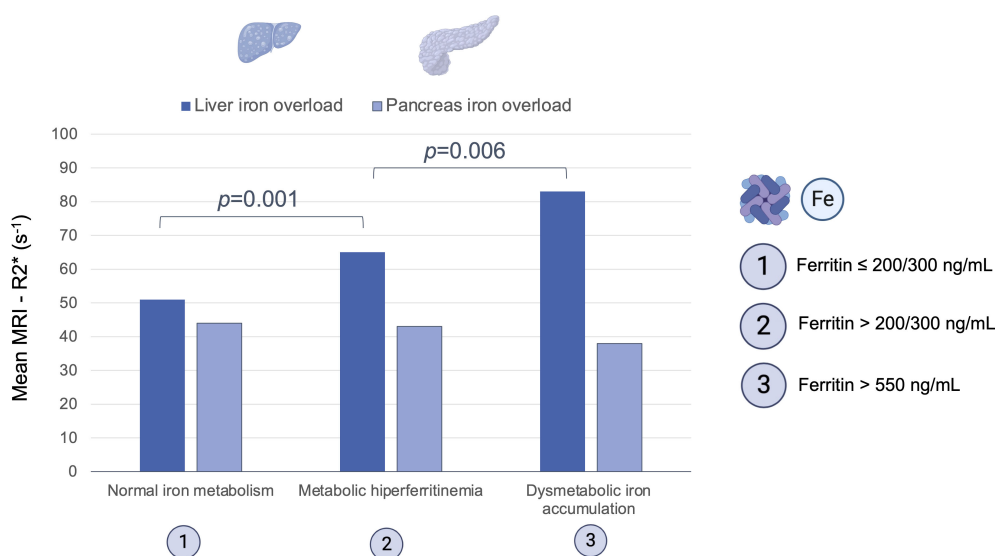 Liver iron overload
Pancreas iron overload
Mean MRI - R2* (s-1)
100
90
80
70
60
50
40
30
20
10
0
p=0.001
p=0.006
Normal iron metabolism
Metabolic hiperferritinemia
Dysmetabolic iron
accumulation
1
2
3
Fe
1 Ferritin ≤ 200/300 ng/mL
2 Ferritin > 200/300 ng/mL
3 Ferritin > 550 ng/mL